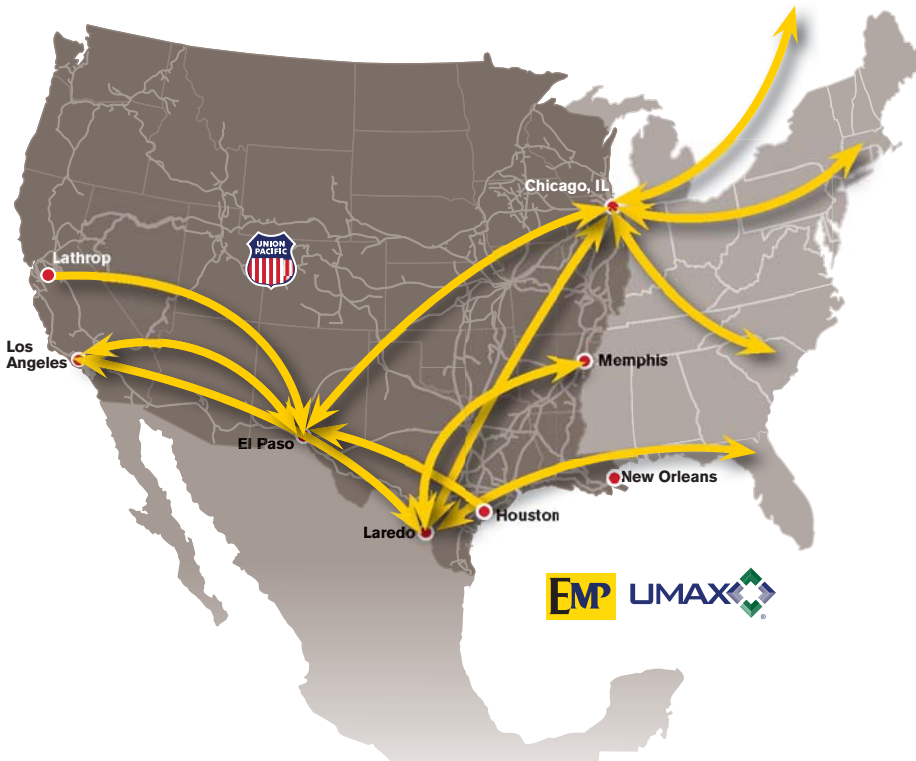 Chicago, IL
UNION
PACIFIC
Lathrop
Los
Angeles
Memphis
El Paso
New Orleans
Houston
Laredo
EMP UMAX
®